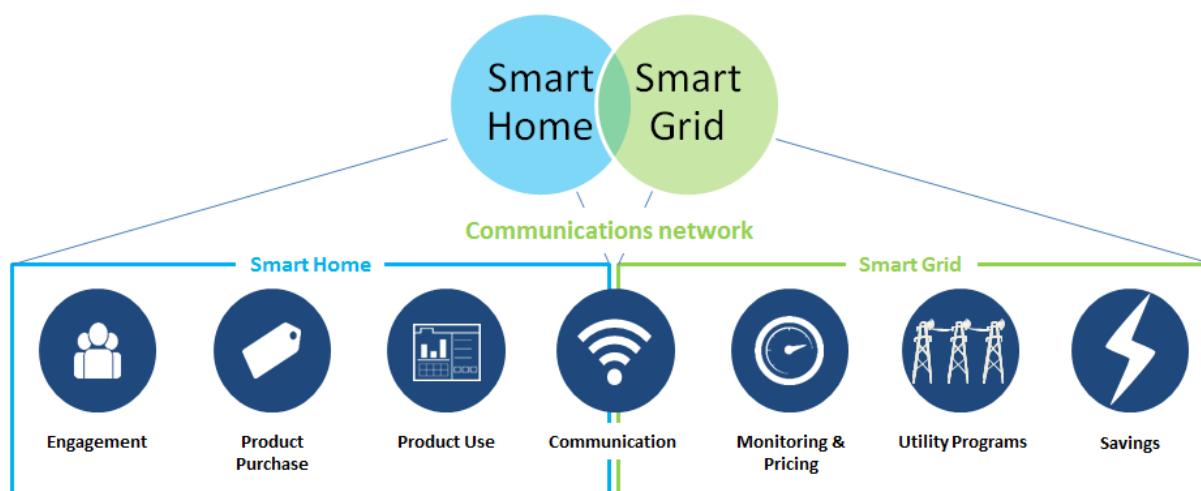 Smart
Home
Smart
Grid
Communications network
Smart Home
Smart Grid
Engagement
Product
Purchase
Product Use
Communication
Monitoring &
Pricing
Utility Programs
Savings